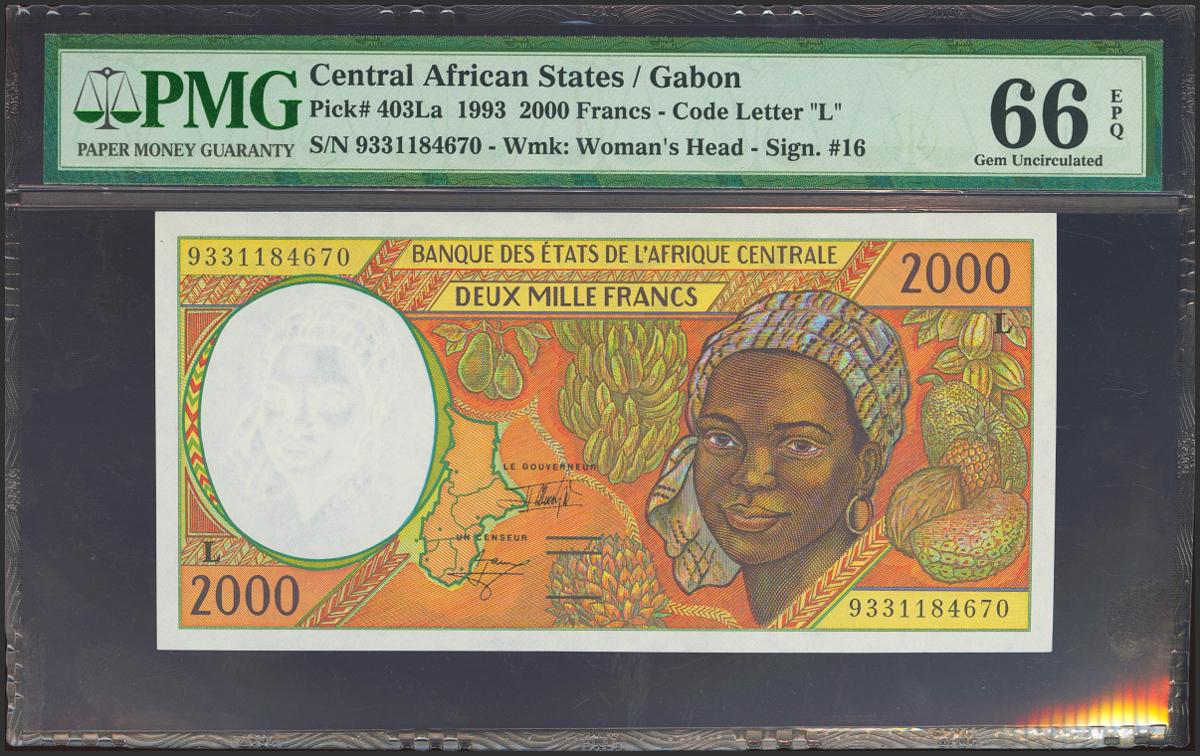 PMG
PAPER MONEY GUARANTY
Central African States / Gabon
Pick# 403La 1993 2000 Francs - Code Letter "L"
S/N 9331184670 - Wmk: Woman's Head - Sign. #16
66
EPQ
Gem Uncirculated
9331184670
BANQUE DES ÉTATS DE L'AFRIQUE CENTRALE
2000
DEUX MILLE FRANCS
L
LE GOUVERNEUR
UN CENSEUR
L
2000
9331184670